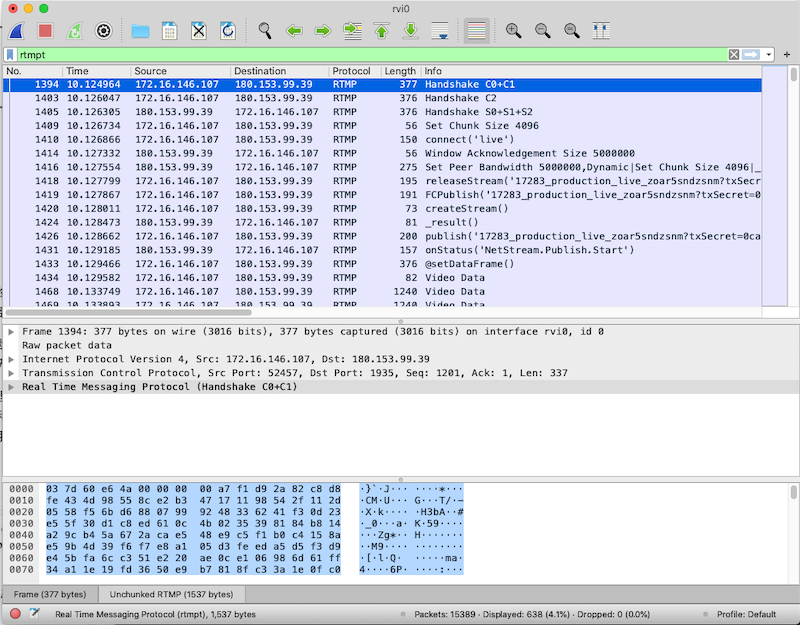 rvi0
rtmpt
No. Time Source Destination Protocol Length Info
1394 10.124964 172.16.146.107 180.153.99.39 RTMP 377 Handshake C0+C1
1403 10.126047 172.16.146.107 180.153.99.39 RTMP 376 Handshake C2
1405 10.126305 180.153.99.39 172.16.146.107 RTMP 376 Handshake S0+S1+S2
1409 10.126734 172.16.146.107 180.153.99.39 RTMP 56 Set Chunk Size 4096
1410 10.126866 172.16.146.107 180.153.99.39 RTMP 150 connect('live')
1414 10.127332 180.153.99.39 172.16.146.107 RTMP 56 Window Acknowledgement Size 5000000
1416 10.127554 180.153.99.39 172.16.146.107 RTMP 275 Set Peer Bandwidth 5000000,Dynamic|Set Chunk Size 4096|_
1418 10.127799 172.16.146.107 180.153.99.39 RTMP 195 releaseStream('17283_production_live_zoar5sndzsnm?txSecr
1419 10.127867 172.16.146.107 180.153.99.39 RTMP 191 FCPublish('17283_production_live_zoar5sndzsnm?txSecret=0
1420 10.128011 172.16.146.107 180.153.99.39 RTMP 73 createStream()
1424 10.128473 180.153.99.39 172.16.146.107 RTMP 81 _result()
1426 10.128662 172.16.146.107 180.153.99.39 RTMP 200 publish('17283_production_live_zoar5sndzsnm?txSecret=0ca
1431 10.129185 180.153.99.39 172.16.146.107 RTMP 157 onStatus('NetStream.Publish.Start')
1433 10.129466 172.16.146.107 180.153.99.39 RTMP 376 @setDataFrame()
1434 10.129582 172.16.146.107 180.153.99.39 RTMP 82 Video Data
1468 10.133749 172.16.146.107 180.153.99.39 RTMP 1240 Video Data
1469 10.133893 172.16.146.107 180.153.99.39 RTMP 1240 Video Data
Frame 1394: 377 bytes on wire (3016 bits), 377 bytes captured (3016 bits) on interface rvi0, id 0
Raw packet data
Internet Protocol Version 4, Src: 172.16.146.107, Dst: 180.153.99.39
Transmission Control Protocol, Src Port: 52457, Dst Port: 1935, Seq: 1201, Ack: 1, Len: 337
Real Time Messaging Protocol (Handshake C0+C1)
0000 03 7d 60 e6 4a 00 00 00 00 a7 f1 d9 2a 82 c8 d8 ·}`·J··· ····*···
0010 fe 43 4d 98 55 8c e2 b3 47 17 11 98 54 2f 11 2d ·CM·U··· G···T/·-
0020 05 58 f5 6b d6 88 07 99 92 48 33 62 41 f3 0d 23 ·X·k···· ·H3bA··#
0030 e5 5f 30 d1 c8 ed 61 0c 4b 02 35 39 81 84 b8 14 ·_0···a· K·59····
0040 a2 9c b4 5a 67 2a ca e5 48 e9 c5 f1 b0 c4 15 8a ···Zg*·· H·······
0050 e5 9b 4d 39 f6 f7 e8 a1 05 d3 fe ed a5 d5 f3 d9 ··M9···· ········
0060 e4 5b fa 6c c3 51 e2 20 ae 0c e1 06 98 6d 61 ff ·[·l·Q· ·····ma·
0070 34 a1 1e 19 fd 36 50 e9 b7 81 8f c3 3a 1e 0f c0 4····6P· ····:···
Frame (377 bytes) Unchunked RTMP (1537 bytes)
Real Time Messaging Protocol (rtmpt), 1,537 bytes Packets: 15389 · Displayed: 638 (4.1%) · Dropped: 0 (0.0%) Profile: Default